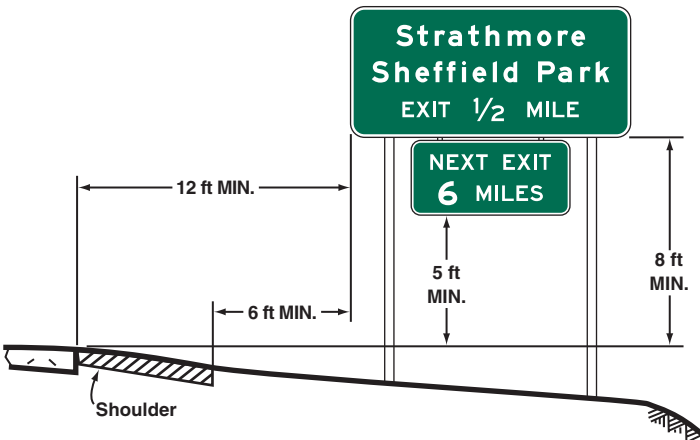 Strathmore
Sheffield Park
EXIT 1/2 MILE
NEXT EXIT
6 MILES
12 ft MIN.
6 ft MIN.
5 ft
MIN.
8 ft
MIN.
Shoulder